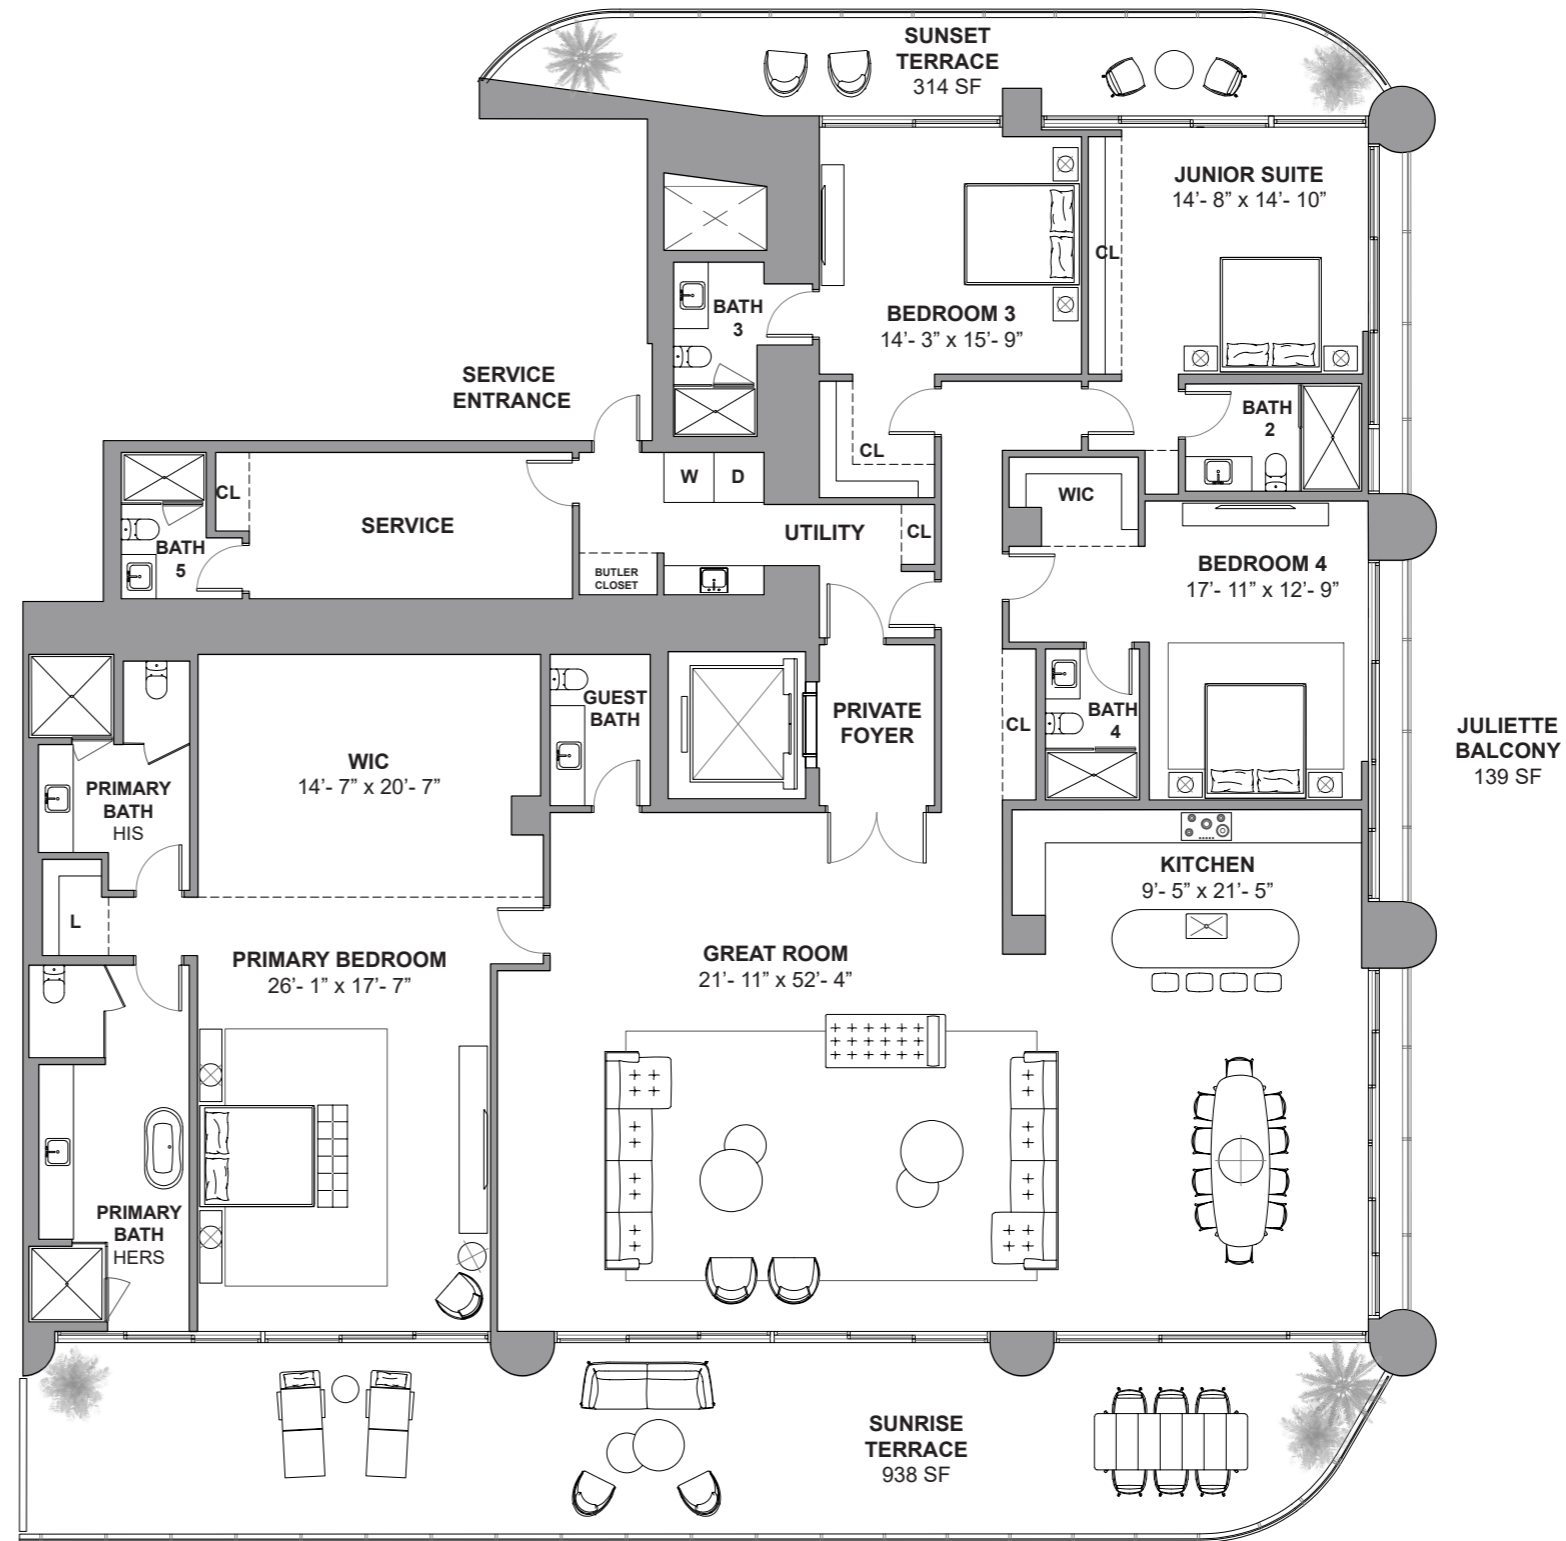 SUNSET
TERRACE
314 SF
JUNIOR SUITE
14’- 8” x 14’- 10”
CL
BATH
3
BEDROOM 3
14’- 3” x 15’- 9”
SERVICE
ENTRANCE
BATH
2
CL
W
D
CL
WIC
SERVICE
UTILITY
CL
BATH
5
BUTLER
CLOSET
BEDROOM 4
17’- 11” x 12’- 9”
GUEST
BATH
PRIVATE
FOYER
CL
BATH
4
JULIETTE
BALCONY
139 SF
WIC
14’- 7” x 20’- 7”
PRIMARY
BATH
HIS
KITCHEN
9’- 5” x 21’- 5”
L
PRIMARY BEDROOM
26’- 1” x 17’- 7”
GREAT ROOM
21’- 11” x 52’- 4”
PRIMARY
BATH
HERS
SUNRISE
TERRACE
938 SF